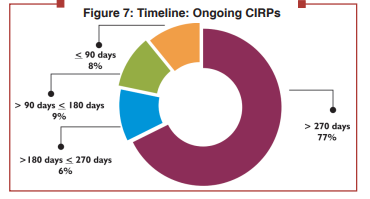 Figure 7: Timeline: Ongoing CIRPs
≤ 90 days
8%
> 90 days ≤ 180 days
9%
>180 days ≤ 270 days
6%
> 270 days
77%